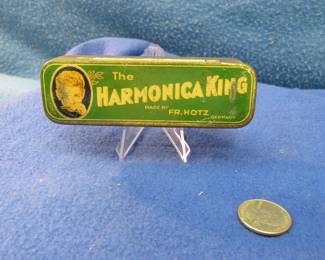 The
HARMONICA KING
MADE BY
FR. HOTZ
GERMANY